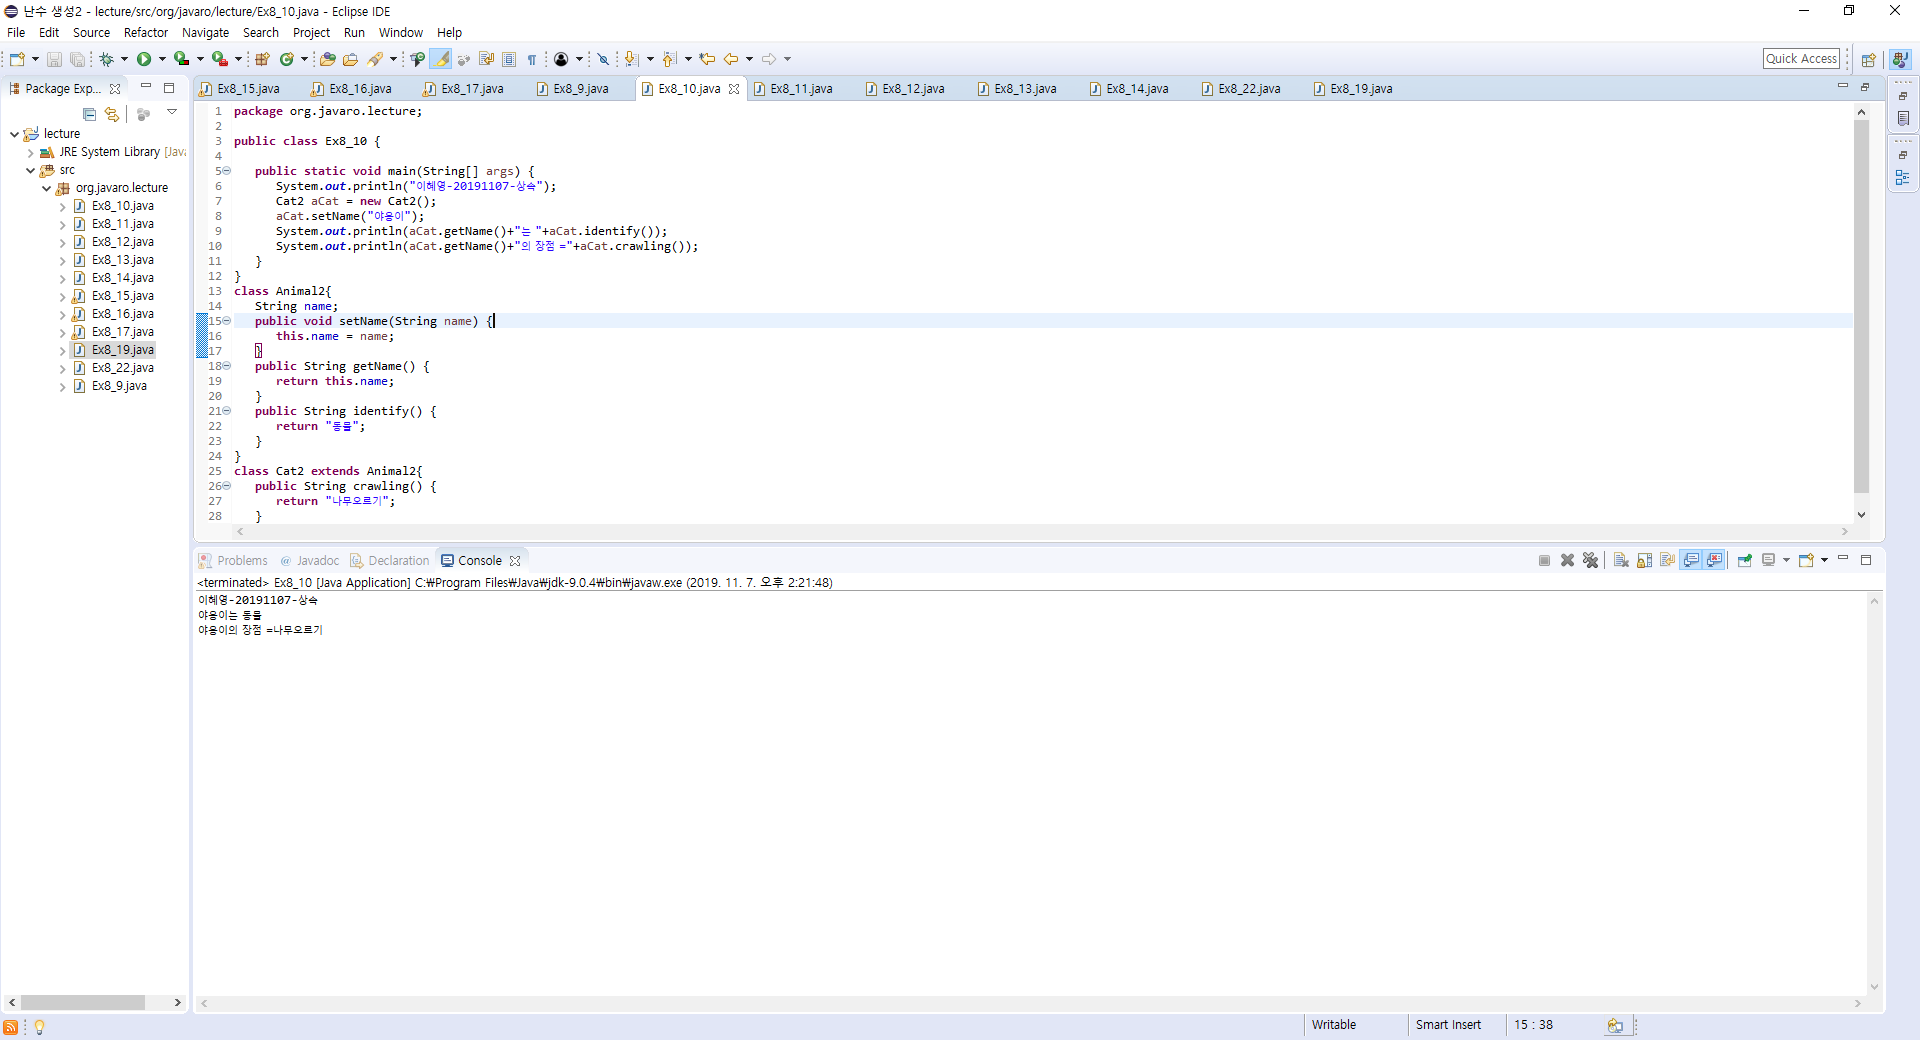 난수 생성2 - lecture/src/org/javaro/lecture/Ex8_10.java - Eclipse IDE
File Edit Source Refactor Navigate Search Project Run Window Help
Quick Access
Package Exp...
Ex8_15.java Ex8_16.java Ex8_17.java Ex8_9.java Ex8_10.java Ex8_11.java Ex8_12.java Ex8_13.java Ex8_14.java Ex8_22.java Ex8_19.java
lecture
JRE System Library [Java
src
org.javaro.lecture
Ex8_10.java
Ex8_11.java
Ex8_12.java
Ex8_13.java
Ex8_14.java
Ex8_15.java
Ex8_16.java
Ex8_17.java
Ex8_19.java
Ex8_22.java
Ex8_9.java
1 package org.javaro.lecture;
2
3 public class Ex8_10 {
4
5 public static void main(String[] args) {
6 System.out.println("이혜영-20191107-상속");
7 Cat2 aCat = new Cat2();
8 aCat.setName("야옹이");
9 System.out.println(aCat.getName()+"는 "+aCat.identify());
10 System.out.println(aCat.getName()+"의 장점 ="+aCat.crawling());
11 }
12 }
13 class Animal2{
14 String name;
15 public void setName(String name) {
16 this.name = name;
17 }
18 public String getName() {
19 return this.name;
20 }
21 public String identify() {
22 return "동물";
23 }
24 }
25 class Cat2 extends Animal2{
26 public String crawling() {
27 return "나무오르기";
28 }
Problems Javadoc Declaration Console
<terminated> Ex8_10 [Java Application] C:₩Program Files₩Java₩jdk-9.0.4₩bin₩javaw.exe (2019. 11. 7. 오후 2:21:48)
이혜영-20191107-상속
야옹이는 동물
야옹이의 장점 =나무오르기
Writable Smart Insert 15 : 38